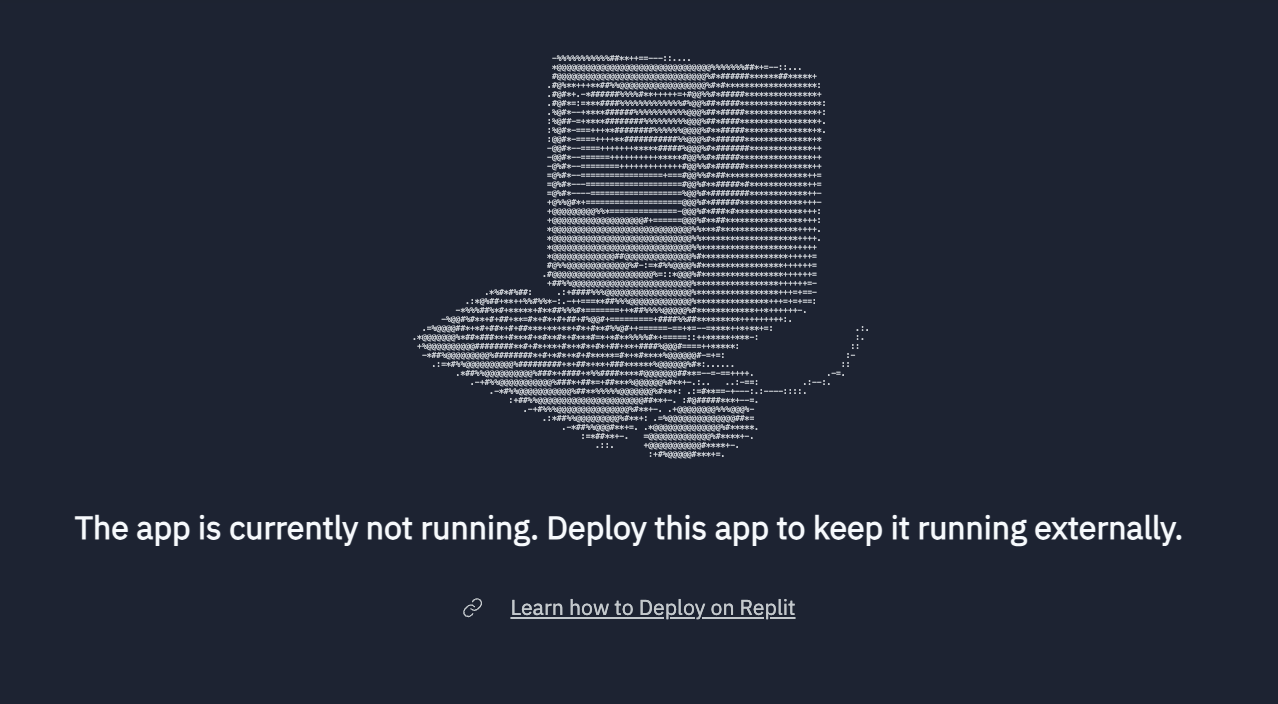 The app is currently not running. Deploy this app to keep it running externally.
Learn how to Deploy on Replit